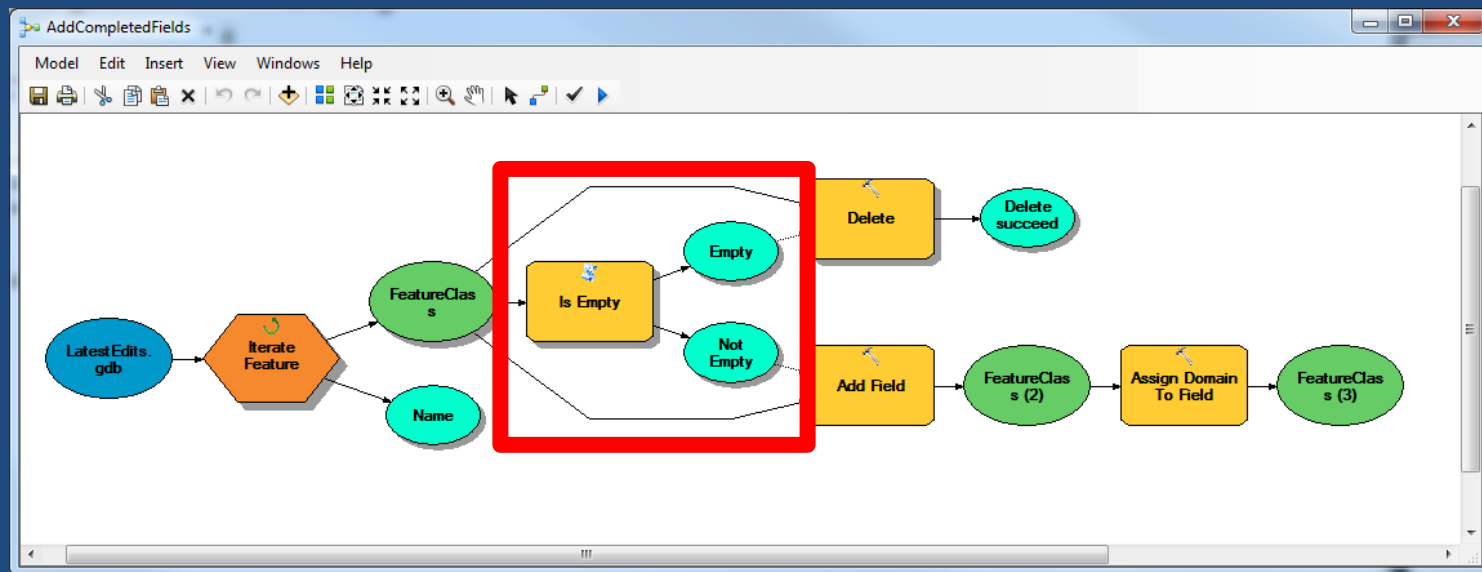 AddCompletedFields
Model Edit Insert View Windows Help
Delete
Delete
succeed
Empty
FeatureClas
s
Is Empty
LatestEdits.
gdb
Iterate
Feature
Not
Empty
Name
Add Field
FeatureClas
s (2)
Assign Domain
To Field
FeatureClas
s (3)